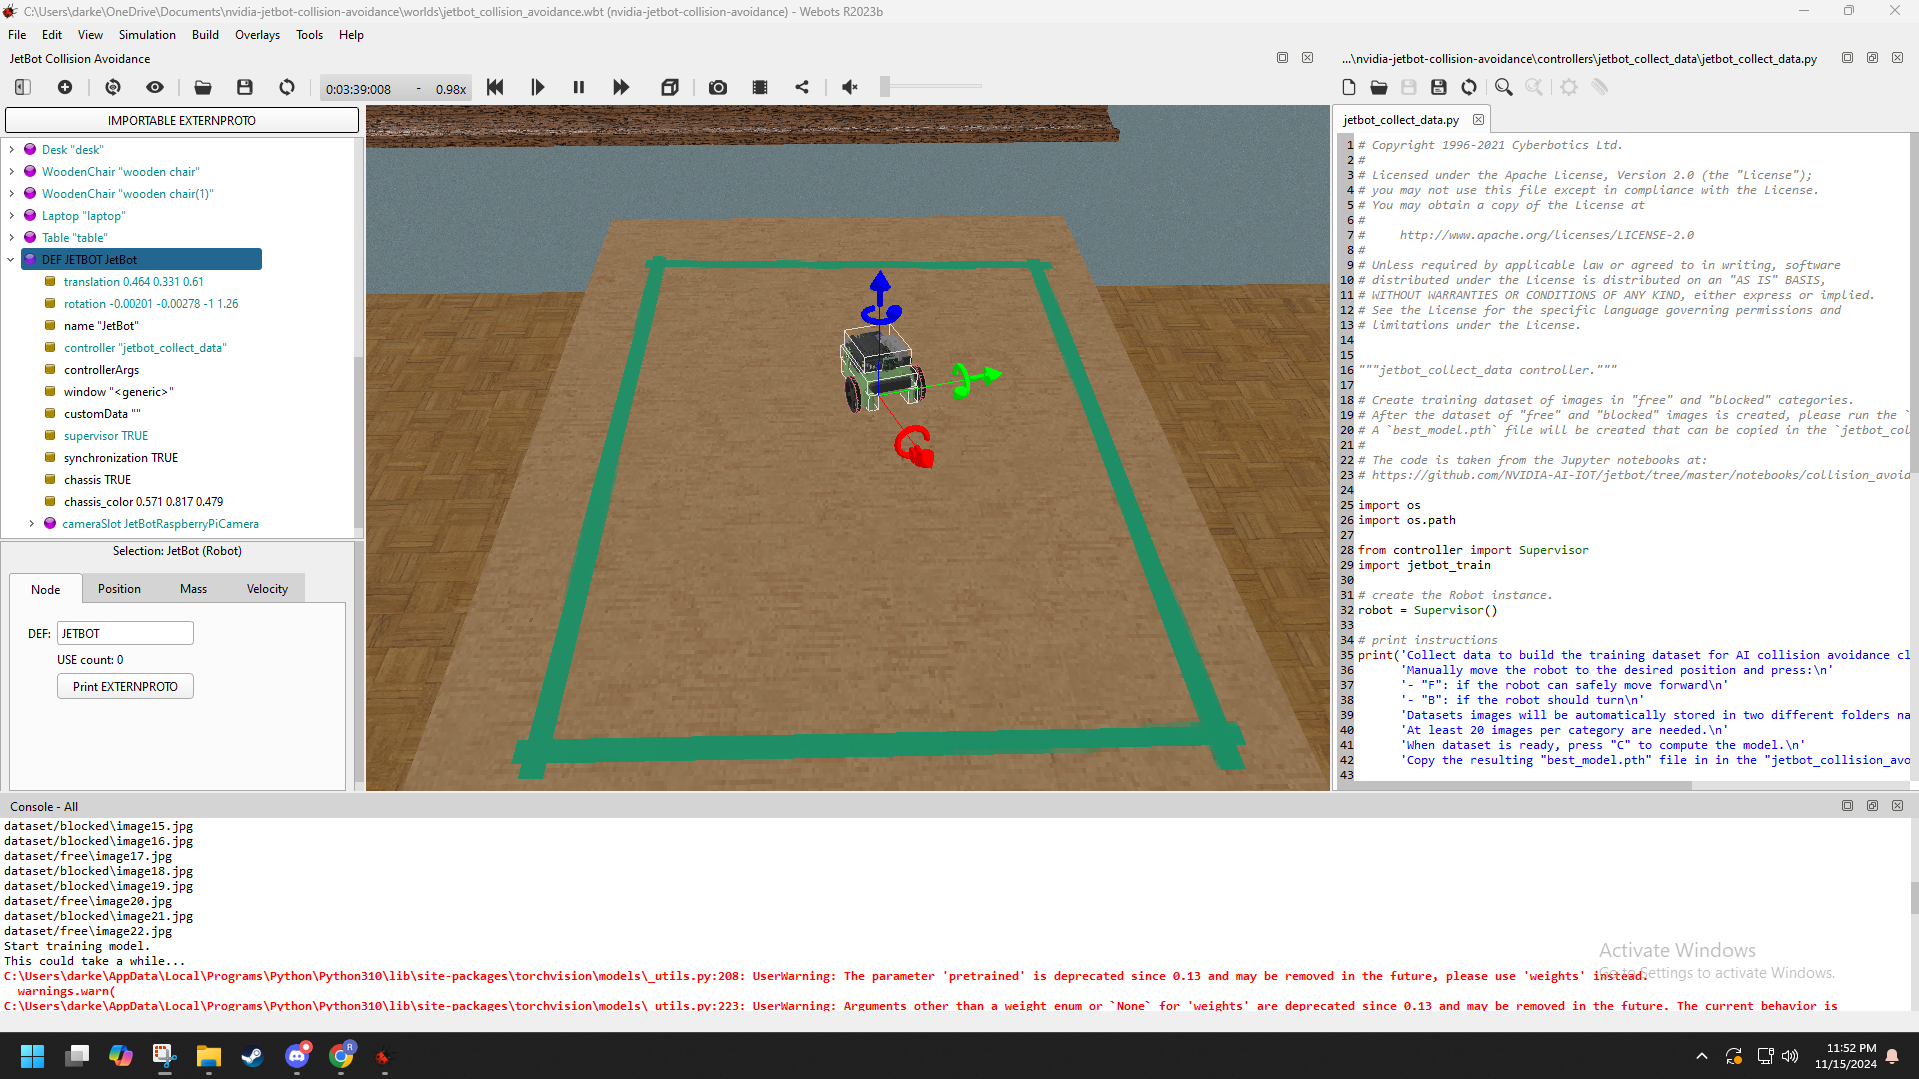 C:\Users\darke\OneDrive\Documents\nvidia-jetbot-collision-avoidance\worlds\jetbot_collision_avoidance.wbt (nvidia-jetbot-collision-avoidance) - Webots R2023b
File Edit View Simulation Build Overlays Tools Help
JetBot Collision Avoidance
0:03:39:008 - 0.98x
IMPORTABLE EXTERNPROTO
Desk "desk"
WoodenChair "wooden chair"
WoodenChair "wooden chair(1)"
Laptop "laptop"
Table "table"
DEF JETBOT JetBot
translation 0.464 0.331 0.61
rotation -0.00201 -0.00278 -1 1.26
name "JetBot"
controller "jetbot_collect_data"
controllerArgs
window "<generic>"
customData ""
supervisor TRUE
synchronization TRUE
chassis TRUE
chassis_color 0.571 0.817 0.479
cameraSlot JetBotRaspberryPiCamera
Selection: JetBot (Robot)
Node Position Mass Velocity
DEF: JETBOT
USE count: 0
Print EXTERNPROTO
...\nvidia-jetbot-collision-avoidance\controllers\jetbot_collect_data\jetbot_collect_data.py
jetbot_collect_data.py
1 # Copyright 1996-2021 Cyberbotics Ltd.
2 #
3 # Licensed under the Apache License, Version 2.0 (the "License");
4 # you may not use this file except in compliance with the License.
5 # You may obtain a copy of the License at
6 #
7 #     http://www.apache.org/licenses/LICENSE-2.0
8 #
9 # Unless required by applicable law or agreed to in writing, software
10 # distributed under the License is distributed on an "AS IS" BASIS,
11 # WITHOUT WARRANTIES OR CONDITIONS OF ANY KIND, either express or implied.
12 # See the License for the specific language governing permissions and
13 # limitations under the License.
14
15
16 """jetbot_collect_data controller."""
17
18 # Create training dataset of images in "free" and "blocked" categories.
19 # After the dataset of "free" and "blocked" images is created, please run the `
20 # A `best_model.pth` file will be created that can be copied in the `jetbot_col
21 #
22 # The code is taken from the Jupyter notebooks at:
23 # https://github.com/NVIDIA-AI-IOT/jetbot/tree/master/notebooks/collision_avoid
24
25 import os
26 import os.path
27
28 from controller import Supervisor
29 import jetbot_train
30
31 # create the Robot instance.
32 robot = Supervisor()
33
34 # print instructions
35 print('Collect data to build the training dataset for AI collision avoidance cl
36 'Manually move the robot to the desired position and press:\n'
37 '- "F": if the robot can safely move forward\n'
38 '- "B": if the robot should turn\n'
39 'Datasets images will be automatically stored in two different folders na
40 'At least 20 images per category are needed.\n'
41 'When dataset is ready, press "C" to compute the model.\n'
42 'Copy the resulting "best_model.pth" file in in the "jetbot_collision_avo
43
Console - All
dataset/blocked\image15.jpg
dataset/blocked\image16.jpg
dataset/free\image17.jpg
dataset/blocked\image18.jpg
dataset/blocked\image19.jpg
dataset/free\image20.jpg
dataset/blocked\image21.jpg
dataset/free\image22.jpg
Start training model.
This could take a while...
C:\Users\darke\AppData\Local\Programs\Python\Python310\lib\site-packages\torchvision\models\_utils.py:208: UserWarning: The parameter 'pretrained' is deprecated since 0.13 and may be removed in the future, please use 'weights' instead.
warnings.warn(
C:\Users\darke\AppData\Local\Programs\Python\Python310\lib\site-packages\torchvision\models\_utils.py:223: UserWarning: Arguments other than a weight enum or `None` for 'weights' are deprecated since 0.13 and may be removed in the future. The current behavior is
Activate Windows
Go to Settings to activate Windows.
R
11:52 PM
11/15/2024